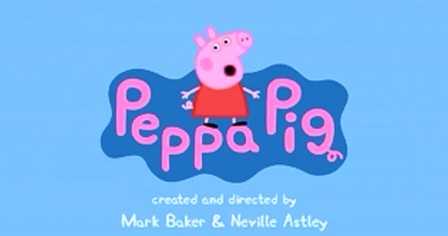 Peppa Pig
created and directed by
Mark Baker & Neville Astley